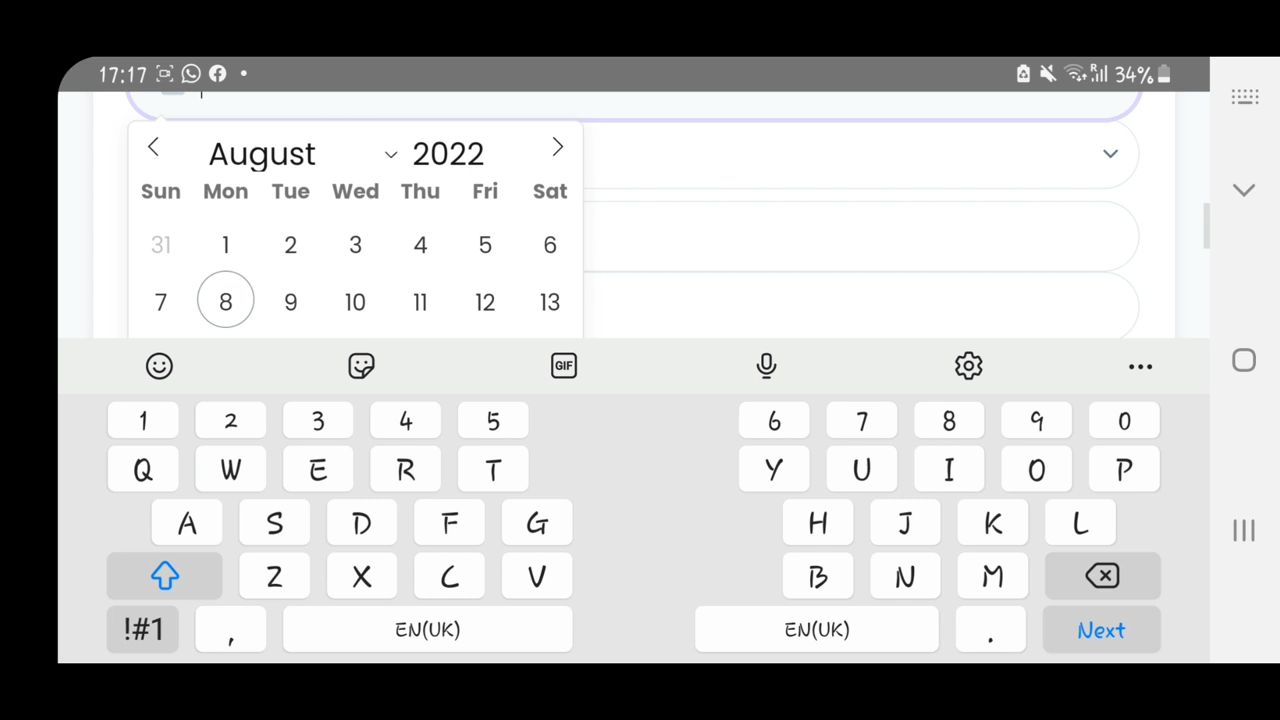 17:17
34%
August 2022
Sun Mon Tue Wed Thu Fri Sat
31 1 2 3 4 5 6
7 8 9 10 11 12 13
GIF
1 2 3 4 5 6 7 8 9 0
Q W E R T Y U I O P
A S D F G H J K L
Z X C V B N M
!#1 , EN(UK) EN(UK) . Next